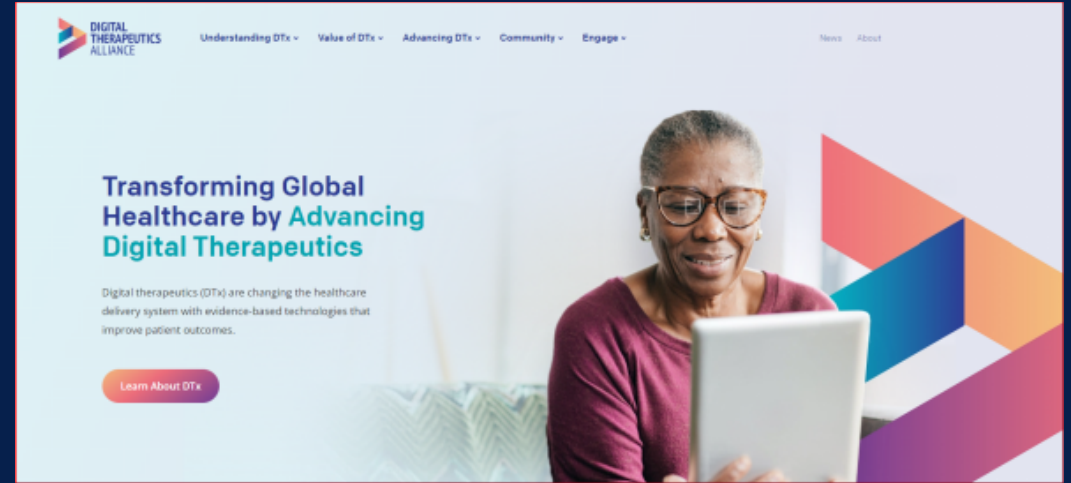 DIGITAL
THERAPEUTICS
ALLIANCE
Understanding DTx
Value of DTx
Advancing DTx
Community
Engage
News
About
Transforming Global
Healthcare by Advancing
Digital Therapeutics
Digital therapeutics (DTx) are changing the healthcare
delivery system with evidence-based technologies that
improve patient outcomes.
Learn About DTx